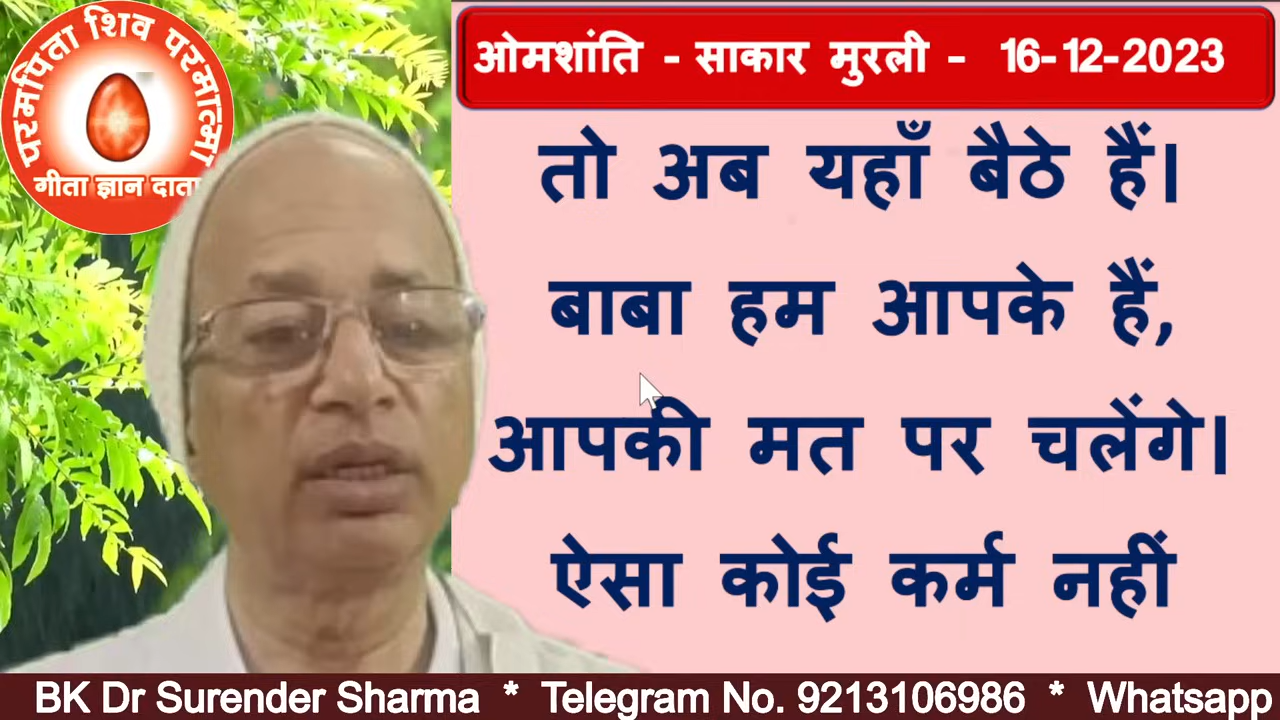 परमपिता शिव परमात्मा
गीता ज्ञान दाता
ओमशांति - साकार मुरली - 16-12-2023
तो अब यहाँ बैठे हैं।
बाबा हम आपके हैं,
आपकी मत पर चलेंगे।
ऐसा कोई कर्म नहीं
BK Dr Surender Sharma * Telegram No. 9213106986 * Whatsapp